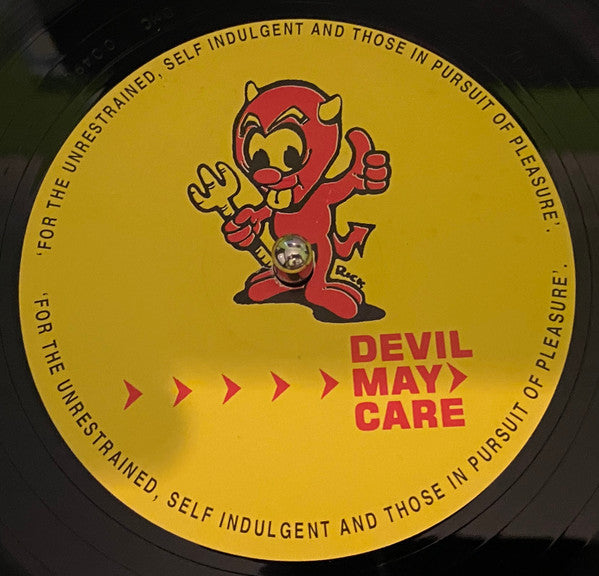 'FOR THE UNRESTRAINED, SELF INDULGENT AND THOSE IN PURSUIT OF PLEASURE'.
RICK
DEVIL
MAY
CARE
'FOR THE UNRESTRAINED, SELF INDULGENT AND THOSE IN PURSUIT OF PLEASURE'.